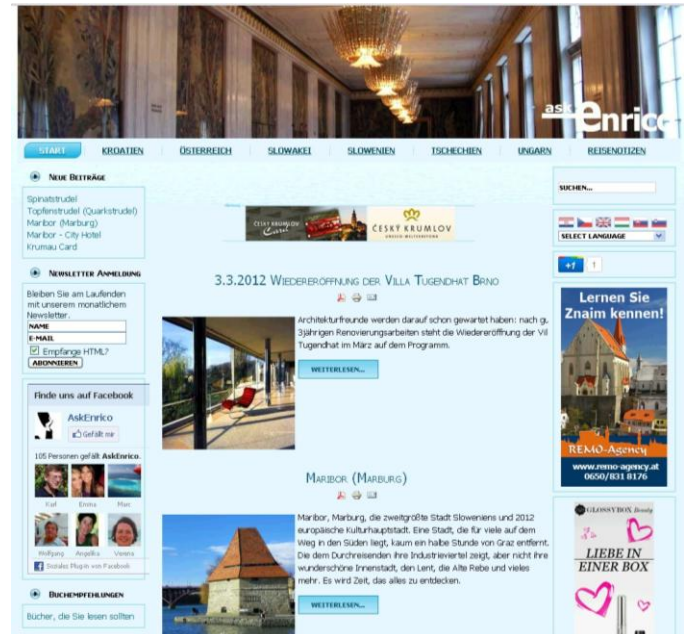 ask enrico
START
KROATIEN
ÖSTERREICH
SLOWAKEI
SLOWENIEN
TSCHECHIEN
UNGARN
REISENOTIZEN
NEUE BEITRÄGE
Spinatstrudel
Topfenstrudel (Quarkstrudel)
Maribor (Marburg)
Maribor - City Hotel
Krumau Card
NEWSLETTER ANMELDUNG
Bleiben Sie am Laufenden
mit unserem monatlichem
Newsletter.
NAME
E-MAIL
Empfange HTML?
ABONNIEREN
Finde uns auf Facebook
AskEnrico
Gefällt mir
105 Personen gefällt AskEnrico.
Karl
Emma
Marc
Wolfgang
Angelika
Verena
Soziales Plug-in von Facebook
BUCHEMPFEHLUNGEN
Bücher, die Sie lesen sollten
ČESKÝ KRUMLOV
Card
ČESKÝ KRUMLOV
3.3.2012 WIEDERERÖFFNUNG DER VILLA TUGENDHAT BRNO
Architekturfreunde werden darauf schon gewartet haben: nach gu
3jährigen Renovierungsarbeiten steht die Wiedereröffnung der Vil
Tugendhat im März auf dem Programm.
WEITERLESEN...
MARIBOR (MARBURG)
Maribor, Marburg, die zweitgrößte Stadt Sloweniens und 2012
europäische Kulturhauptstadt. Eine Stadt, die für viele auf dem
Weg in den Süden liegt, kaum ein halbe Stunde von Graz entfernt.
Die dem Durchreisenden ihre Industrieviertel zeigt, aber nicht ihre
wunderschöne Innenstadt, den Lent, die Alte Rebe und vieles
mehr. Es wird Zeit, das alles zu entdecken.
WEITERLESEN...
SUCHEN...
SELECT LANGUAGE
+1
1
Lernen Sie
Znaim kennen!
REMO-Agency
www.remo-agency.at
0650/831 8176
GLOSSYBOX Beauty
LIEBE IN
EINER BOX